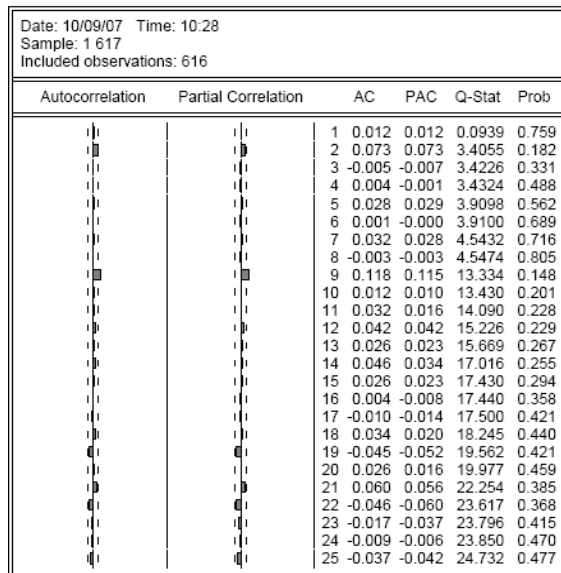 Date: 10/09/07 Time: 10:28
Sample: 1 617
Included observations: 616
Autocorrelation Partial Correlation AC PAC Q-Stat Prob
1 0.012 0.012 0.0939 0.759
2 0.073 0.073 3.4055 0.182
3 -0.005 -0.007 3.4226 0.331
4 0.004 -0.001 3.4324 0.488
5 0.028 0.029 3.9098 0.562
6 0.001 -0.000 3.9100 0.689
7 0.032 0.028 4.5432 0.716
8 -0.003 -0.003 4.5474 0.805
9 0.118 0.115 13.334 0.148
10 0.012 0.010 13.430 0.201
11 0.032 0.016 14.090 0.228
12 0.042 0.042 15.226 0.229
13 0.026 0.023 15.669 0.267
14 0.046 0.034 17.016 0.255
15 0.026 0.023 17.430 0.294
16 0.004 -0.008 17.440 0.358
17 -0.010 -0.014 17.500 0.421
18 0.034 0.020 18.245 0.440
19 -0.045 -0.052 19.562 0.421
20 0.026 0.016 19.977 0.459
21 0.060 0.056 22.254 0.385
22 -0.046 -0.060 23.617 0.368
23 -0.017 -0.037 23.796 0.415
24 -0.009 -0.006 23.850 0.470
25 -0.037 -0.042 24.732 0.477